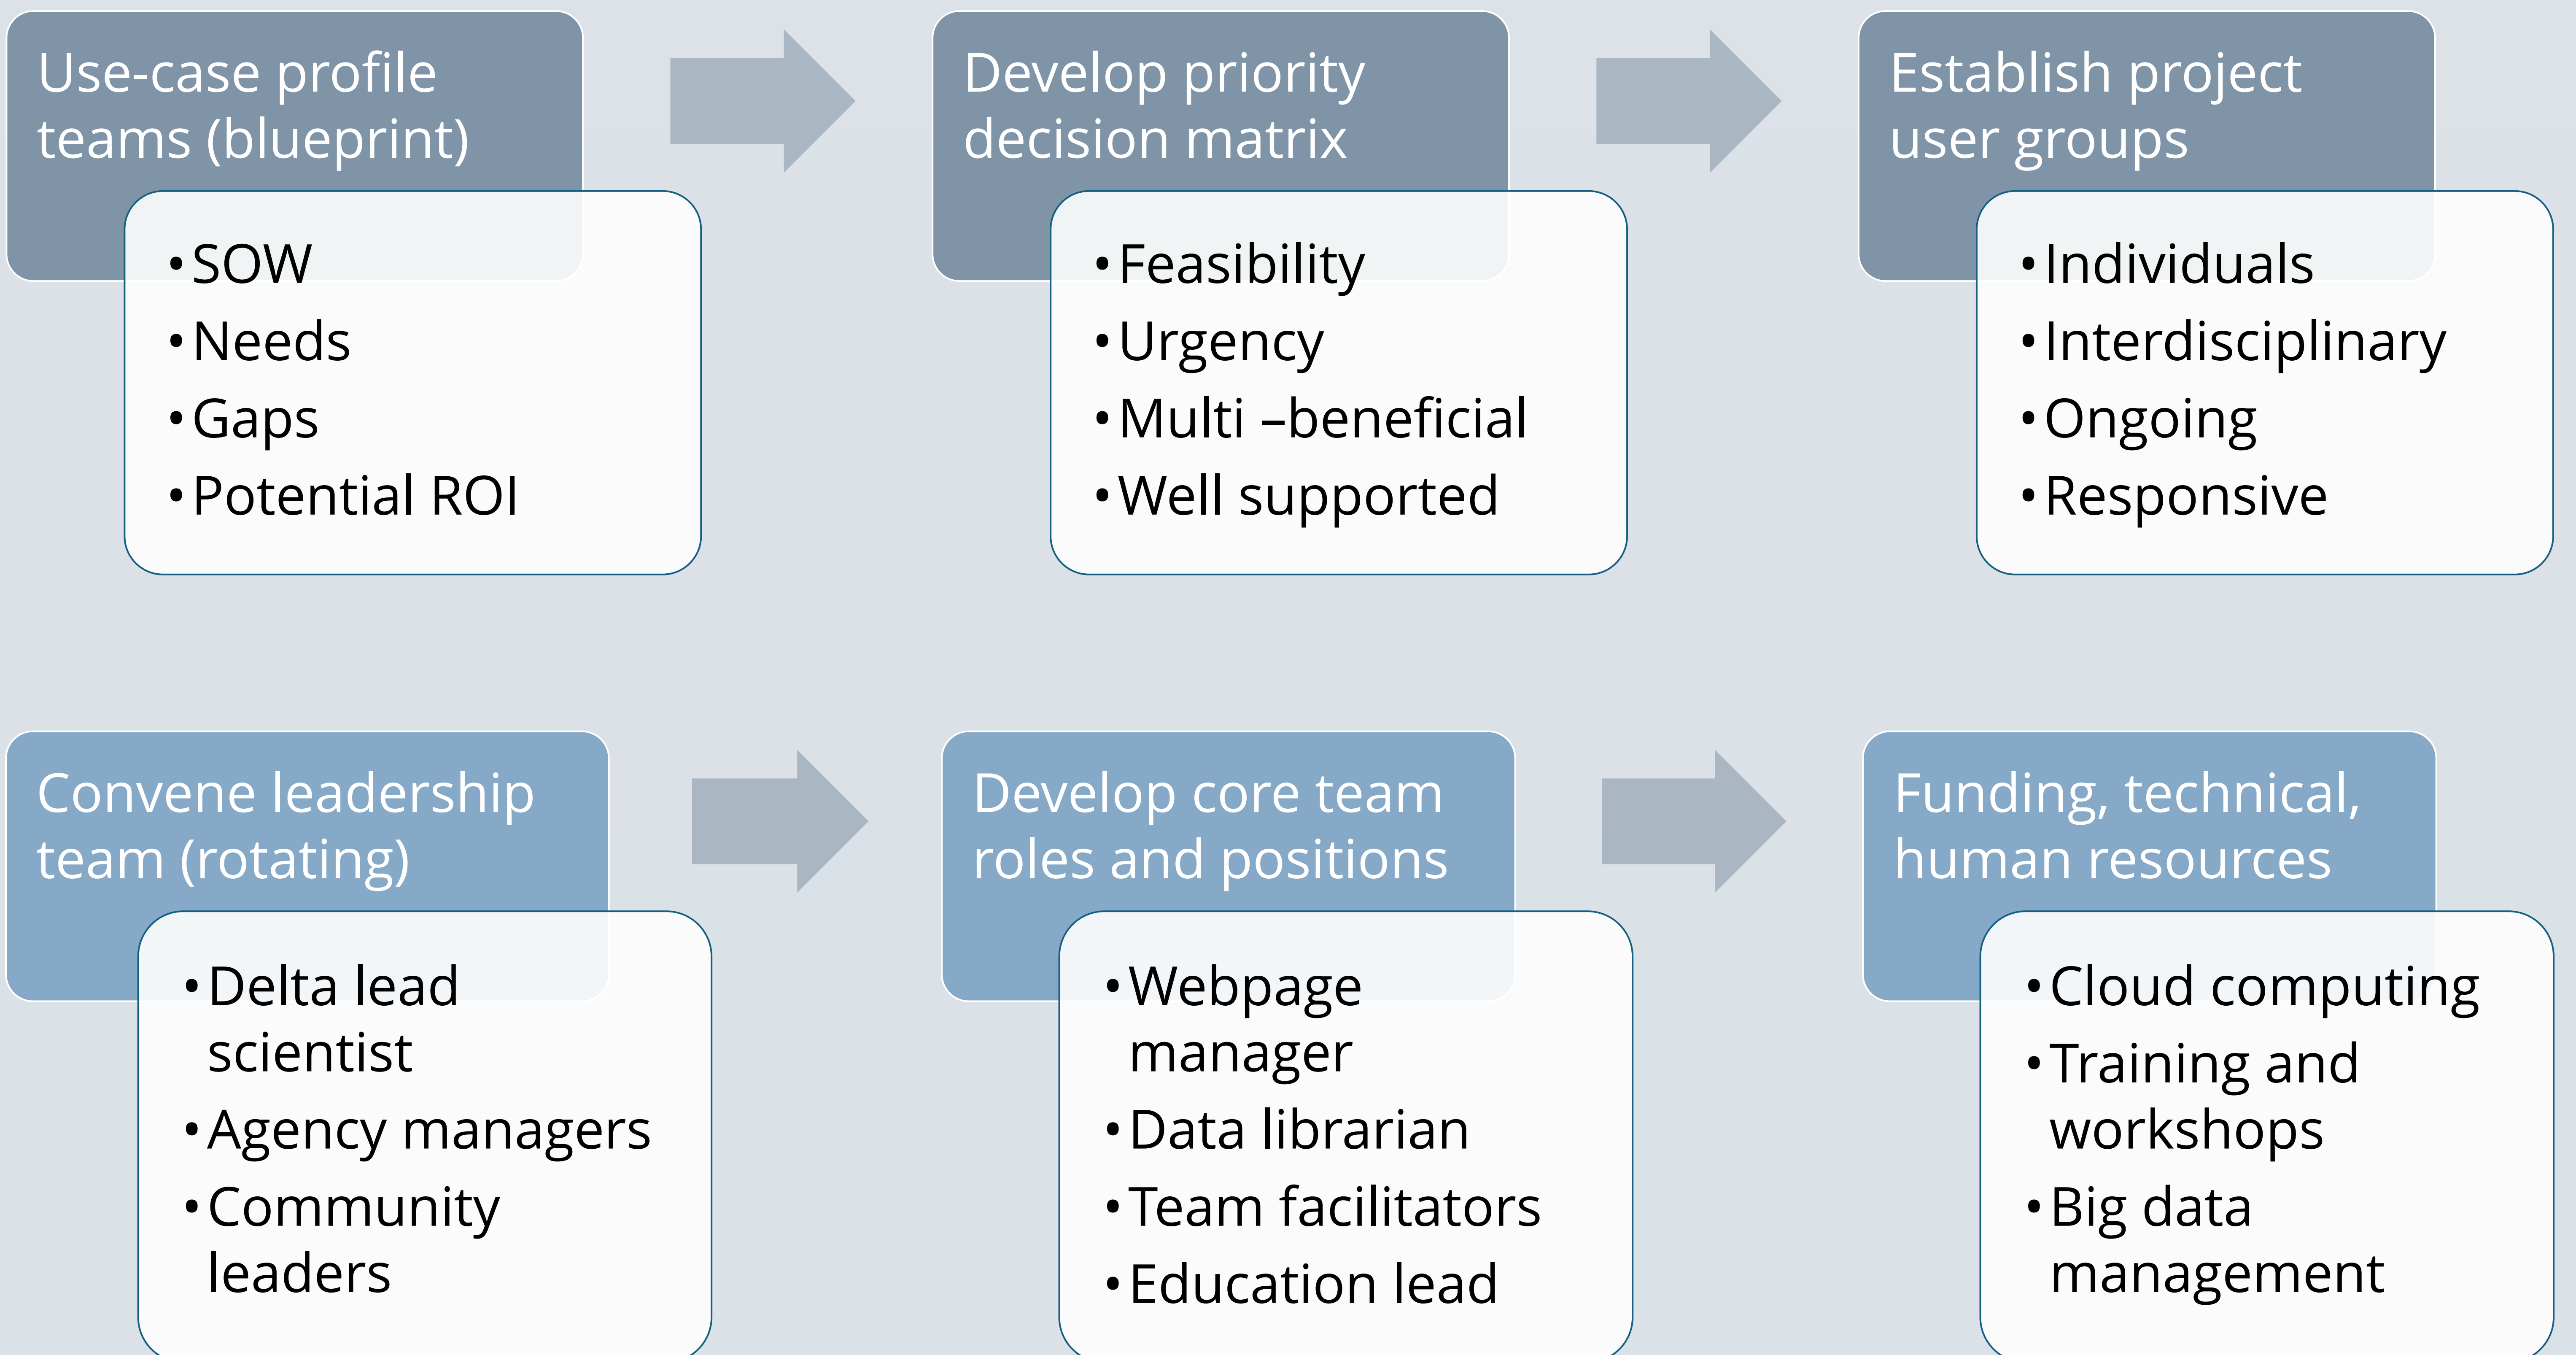 Use-case profile
teams (blueprint)
•SOW
•Needs
•Gaps
•Potential ROI
Develop priority
decision matrix
•Feasibility
•Urgency
•Multi –beneficial
•Well supported
Establish project
user groups
•Individuals
•Interdisciplinary
•Ongoing
•Responsive
Convene leadership
team (rotating)
•Delta lead
scientist
•Agency managers
•Community
leaders
Develop core team
roles and positions
•Webpage
manager
•Data librarian
•Team facilitators
•Education lead
Funding, technical,
human resources
•Cloud computing
•Training and
workshops
•Big data
management